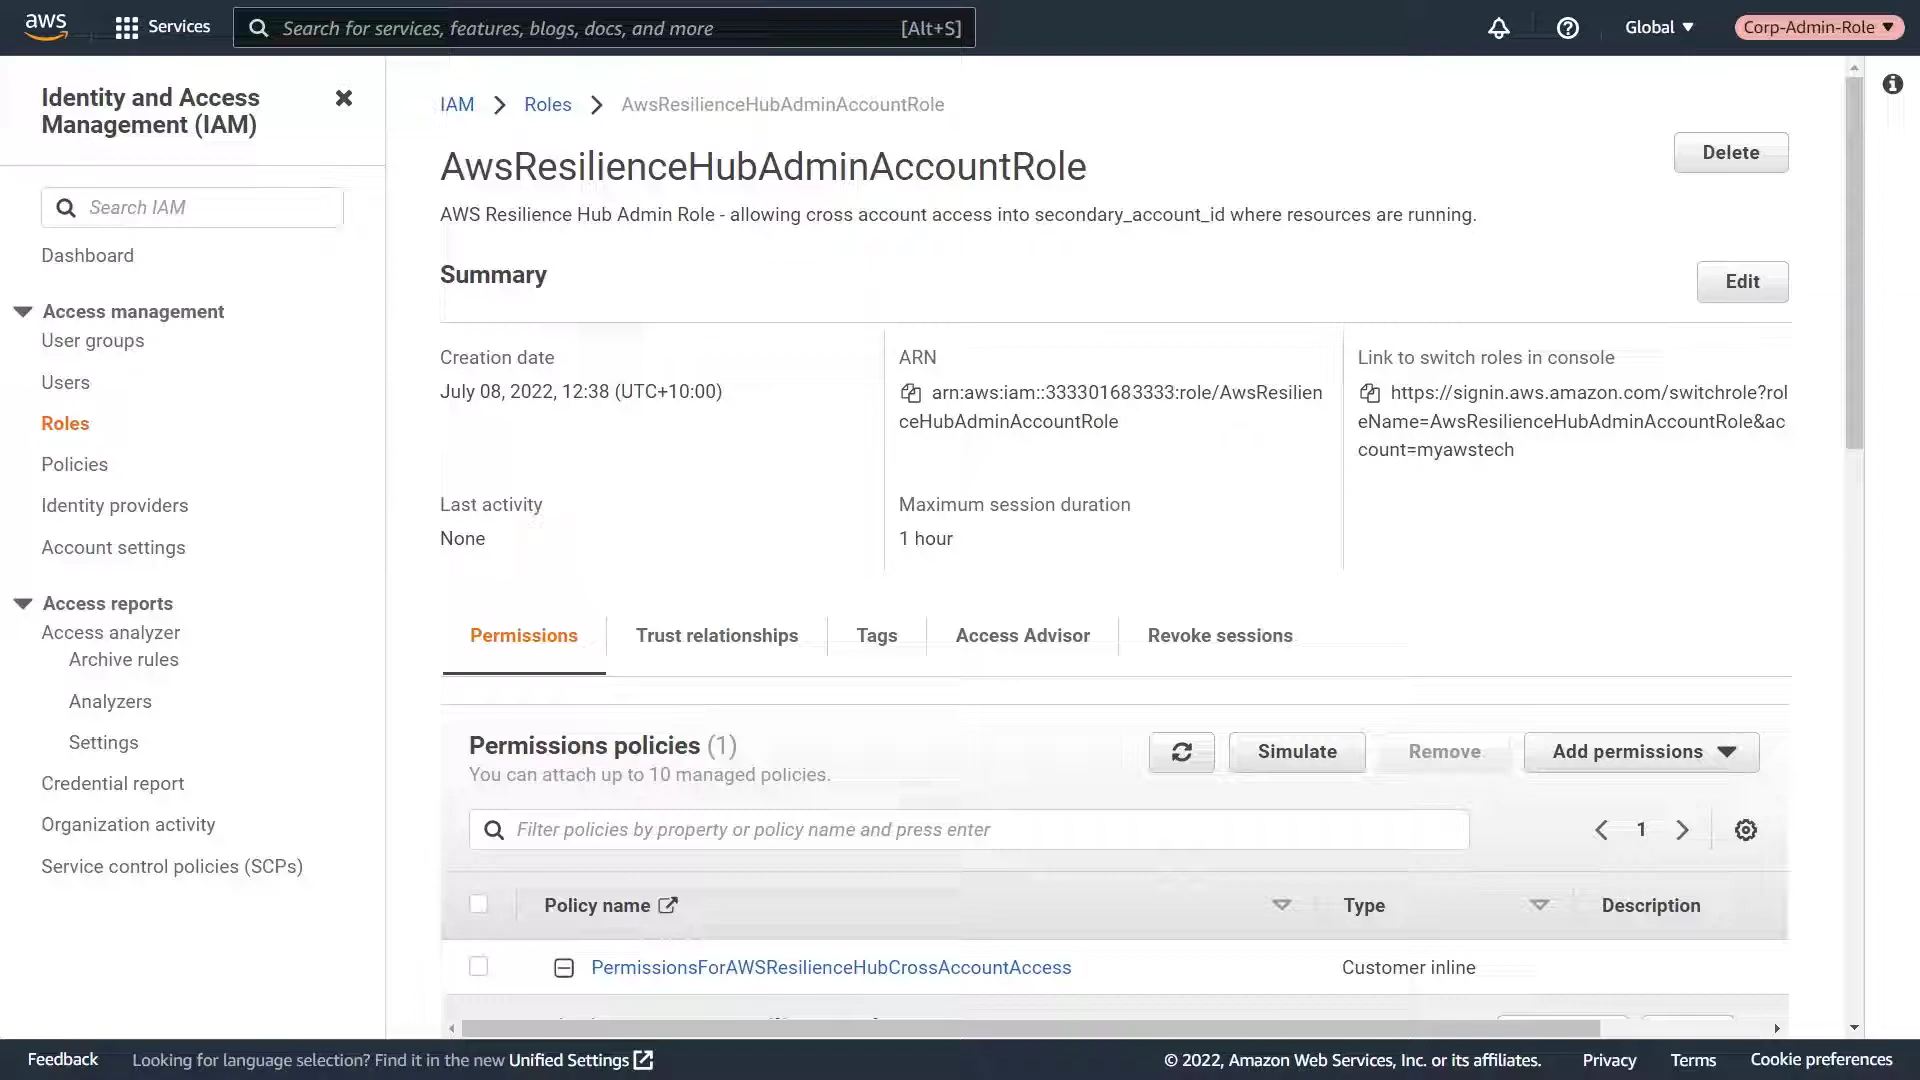 aws
Services
Search for services, features, blogs, docs, and more
[Alt+S]
Global
Corp-Admin-Role
Identity and Access
Management (IAM)
Search IAM
Dashboard
Access management
User groups
Users
Roles
Policies
Identity providers
Account settings
Access reports
Access analyzer
Archive rules
Analyzers
Settings
Credential report
Organization activity
Service control policies (SCPs)
IAM
Roles
AwsResilienceHubAdminAccountRole
AwsResilienceHubAdminAccountRole
Delete
AWS Resilience Hub Admin Role - allowing cross account access into secondary_account_id where resources are running.
Summary
Edit
Creation date
July 08, 2022, 12:38 (UTC+10:00)
ARN
arn:aws:iam::333301683333:role/AwsResilien
ceHubAdminAccountRole
Link to switch roles in console
https://signin.aws.amazon.com/switchrole?rol
eName=AwsResilienceHubAdminAccountRole&ac
count=myawstech
Last activity
None
Maximum session duration
1 hour
Permissions
Trust relationships
Tags
Access Advisor
Revoke sessions
Permissions policies (1)
You can attach up to 10 managed policies.
Simulate
Remove
Add permissions
Filter policies by property or policy name and press enter
1
Policy name
Type
Description
PermissionsForAWSResilienceHubCrossAccountAccess
Customer inline
Feedback
Looking for language selection? Find it in the new Unified Settings
© 2022, Amazon Web Services, Inc. or its affiliates.
Privacy
Terms
Cookie preferences